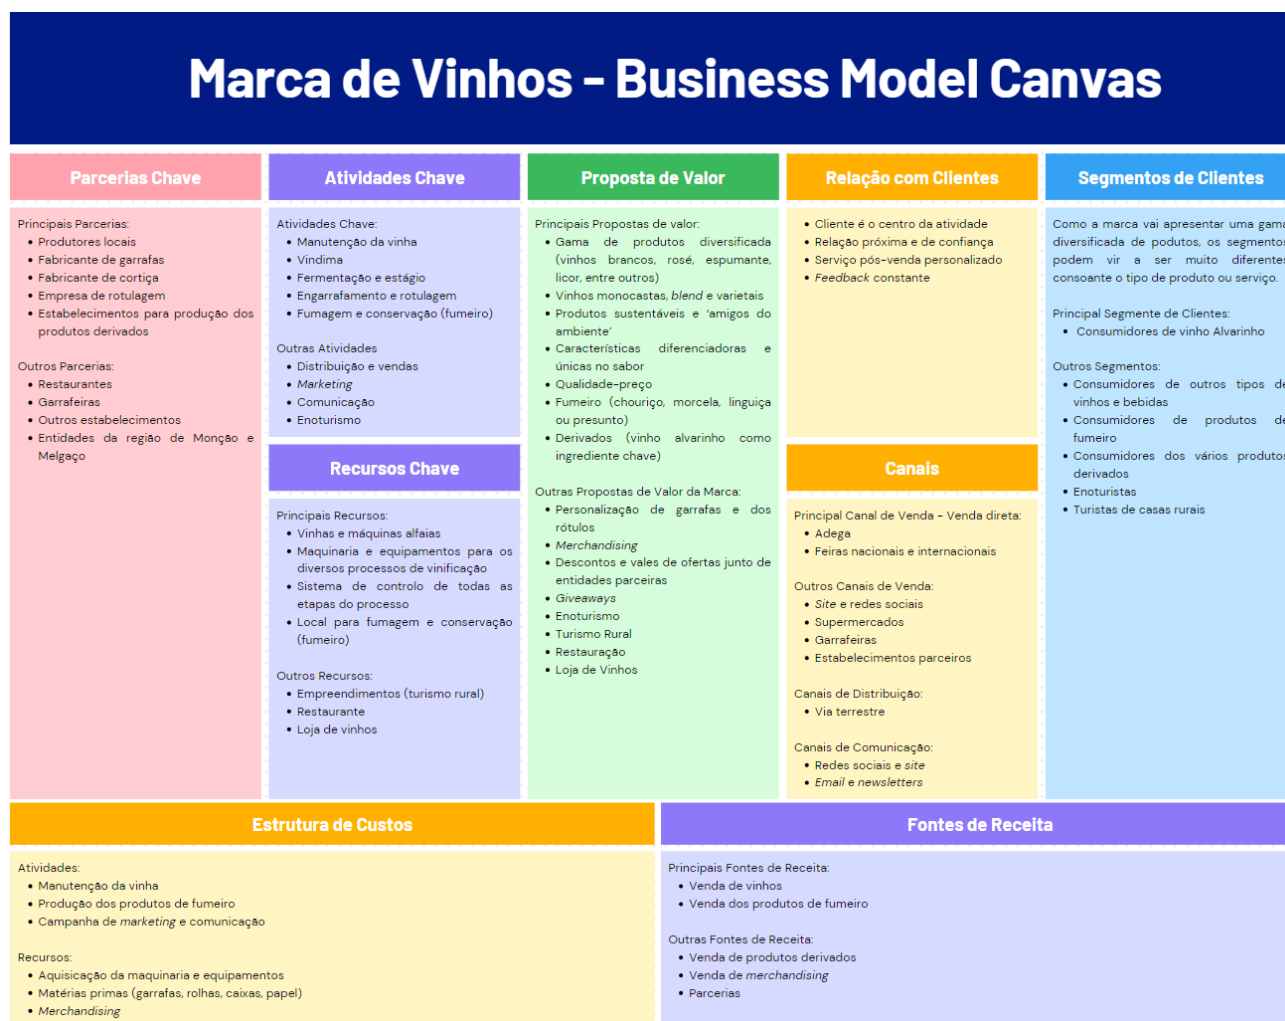 Marca de Vinhos - Business Model Canvas
Parcerias Chave
Principais Parcerias:
• Produtores locais
• Fabricante de garrafas
• Fabricante de cortiça
• Empresa de rotulagem
• Estabelecimentos para produção dos
produtos derivados
Outros Parcerias:
• Restaurantes
• Garrafeiras
• Outros estabelecimentos
• Entidades da região de Monção e
Melgaço
Atividades Chave
Atividades Chave:
• Manutenção da vinha
• Vindima
• Fermentação e estágio
• Engarrafamento e rotulagem
• Fumagem e conservação (fumeiro)
Outras Atividades
• Distribuição e vendas
• Marketing
• Comunicação
• Enoturismo
Recursos Chave
Principais Recursos:
• Vinhas e máquinas alfaias
• Maquinaria e equipamentos para os
diversos processos de vinificação
• Sistema de controlo de todas as
etapas do processo
• Local para fumagem e conservação
(fumeiro)
Outros Recursos:
• Empreendimentos (turismo rural)
• Restaurante
• Loja de vinhos
Proposta de Valor
Principais Propostas de valor:
• Gama de produtos diversificada
(vinhos brancos, rosé, espumante,
licor, entre outros)
• Vinhos monocastas, blend e varietais
• Produtos sustentáveis e ‘amigos do
ambiente’
• Características diferenciadoras e
únicas no sabor
• Qualidade-preço
• Fumeiro (chouriço, morcela, linguiça
ou presunto)
• Derivados (vinho alvarinho como
ingrediente chave)
Outras Propostas de Valor da Marca:
• Personalização de garrafas e dos
rótulos
• Merchandising
• Descontos e vales de ofertas junto de
entidades parceiras
• Giveaways
• Enoturismo
• Turismo Rural
• Restauração
• Loja de Vinhos
Relação com Clientes
• Cliente é o centro da atividade
• Relação próxima e de confiança
• Serviço pós-venda personalizado
• Feedback constante
Canais
Principal Canal de Venda - Venda direta:
• Adega
• Feiras nacionais e internacionais
Outros Canais de Venda:
• Site e redes sociais
• Supermercados
• Garrafeiras
• Estabelecimentos parceiros
Canais de Distribuição:
• Via terrestre
Canais de Comunicação:
• Redes sociais e site
• Email e newsletters
Segmentos de Clientes
Como a marca vai apresentar uma gama
diversificada de podutos, os segmentos
podem vir a ser muito diferentes
consoante o tipo de produto ou serviço.
Principal Segmente de Clientes:
• Consumidores de vinho Alvarinho
Outros Segmentos:
• Consumidores de outros tipos de
vinhos e bebidas
• Consumidores de produtos de
fumeiro
• Consumidores dos vários produtos
derivados
• Enoturistas
• Turistas de casas rurais
Estrutura de Custos
Atividades:
• Manutenção da vinha
• Produção dos produtos de fumeiro
• Campanha de marketing e comunicação
Recursos:
• Aquisicação da maquinaria e equipamentos
• Matérias primas (garrafas, rolhas, caixas, papel)
• Merchandising
Fontes de Receita
Principais Fontes de Receita:
• Venda de vinhos
• Venda dos produtos de fumeiro
Outras Fontes de Receita:
• Venda de produtos derivados
• Venda de merchandising
• Parcerias